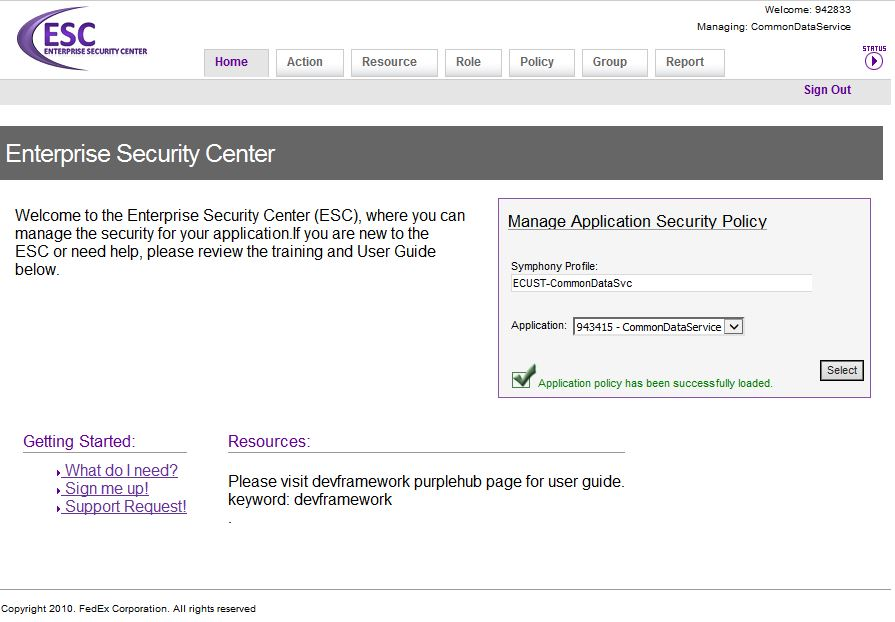 ESC
ENTERPRISE SECURITY CENTER
Welcome: 942833
Managing: CommonDataService
STATUS
Home Action Resource Role Policy Group Report
Sign Out
Enterprise Security Center
Welcome to the Enterprise Security Center (ESC), where you can
manage the security for your application.If you are new to the
ESC or need help, please review the training and User Guide
below.
Manage Application Security Policy
Symphony Profile:
ECUST-CommonDataSvc
Application: 943415 - CommonDataService
Select
Application policy has been successfully loaded.
Getting Started:
What do I need?
Sign me up!
Support Request!
Resources:
Please visit devframework purplehub page for user guide.
keyword: devframework
.
Copyright 2010. FedEx Corporation. All rights reserved